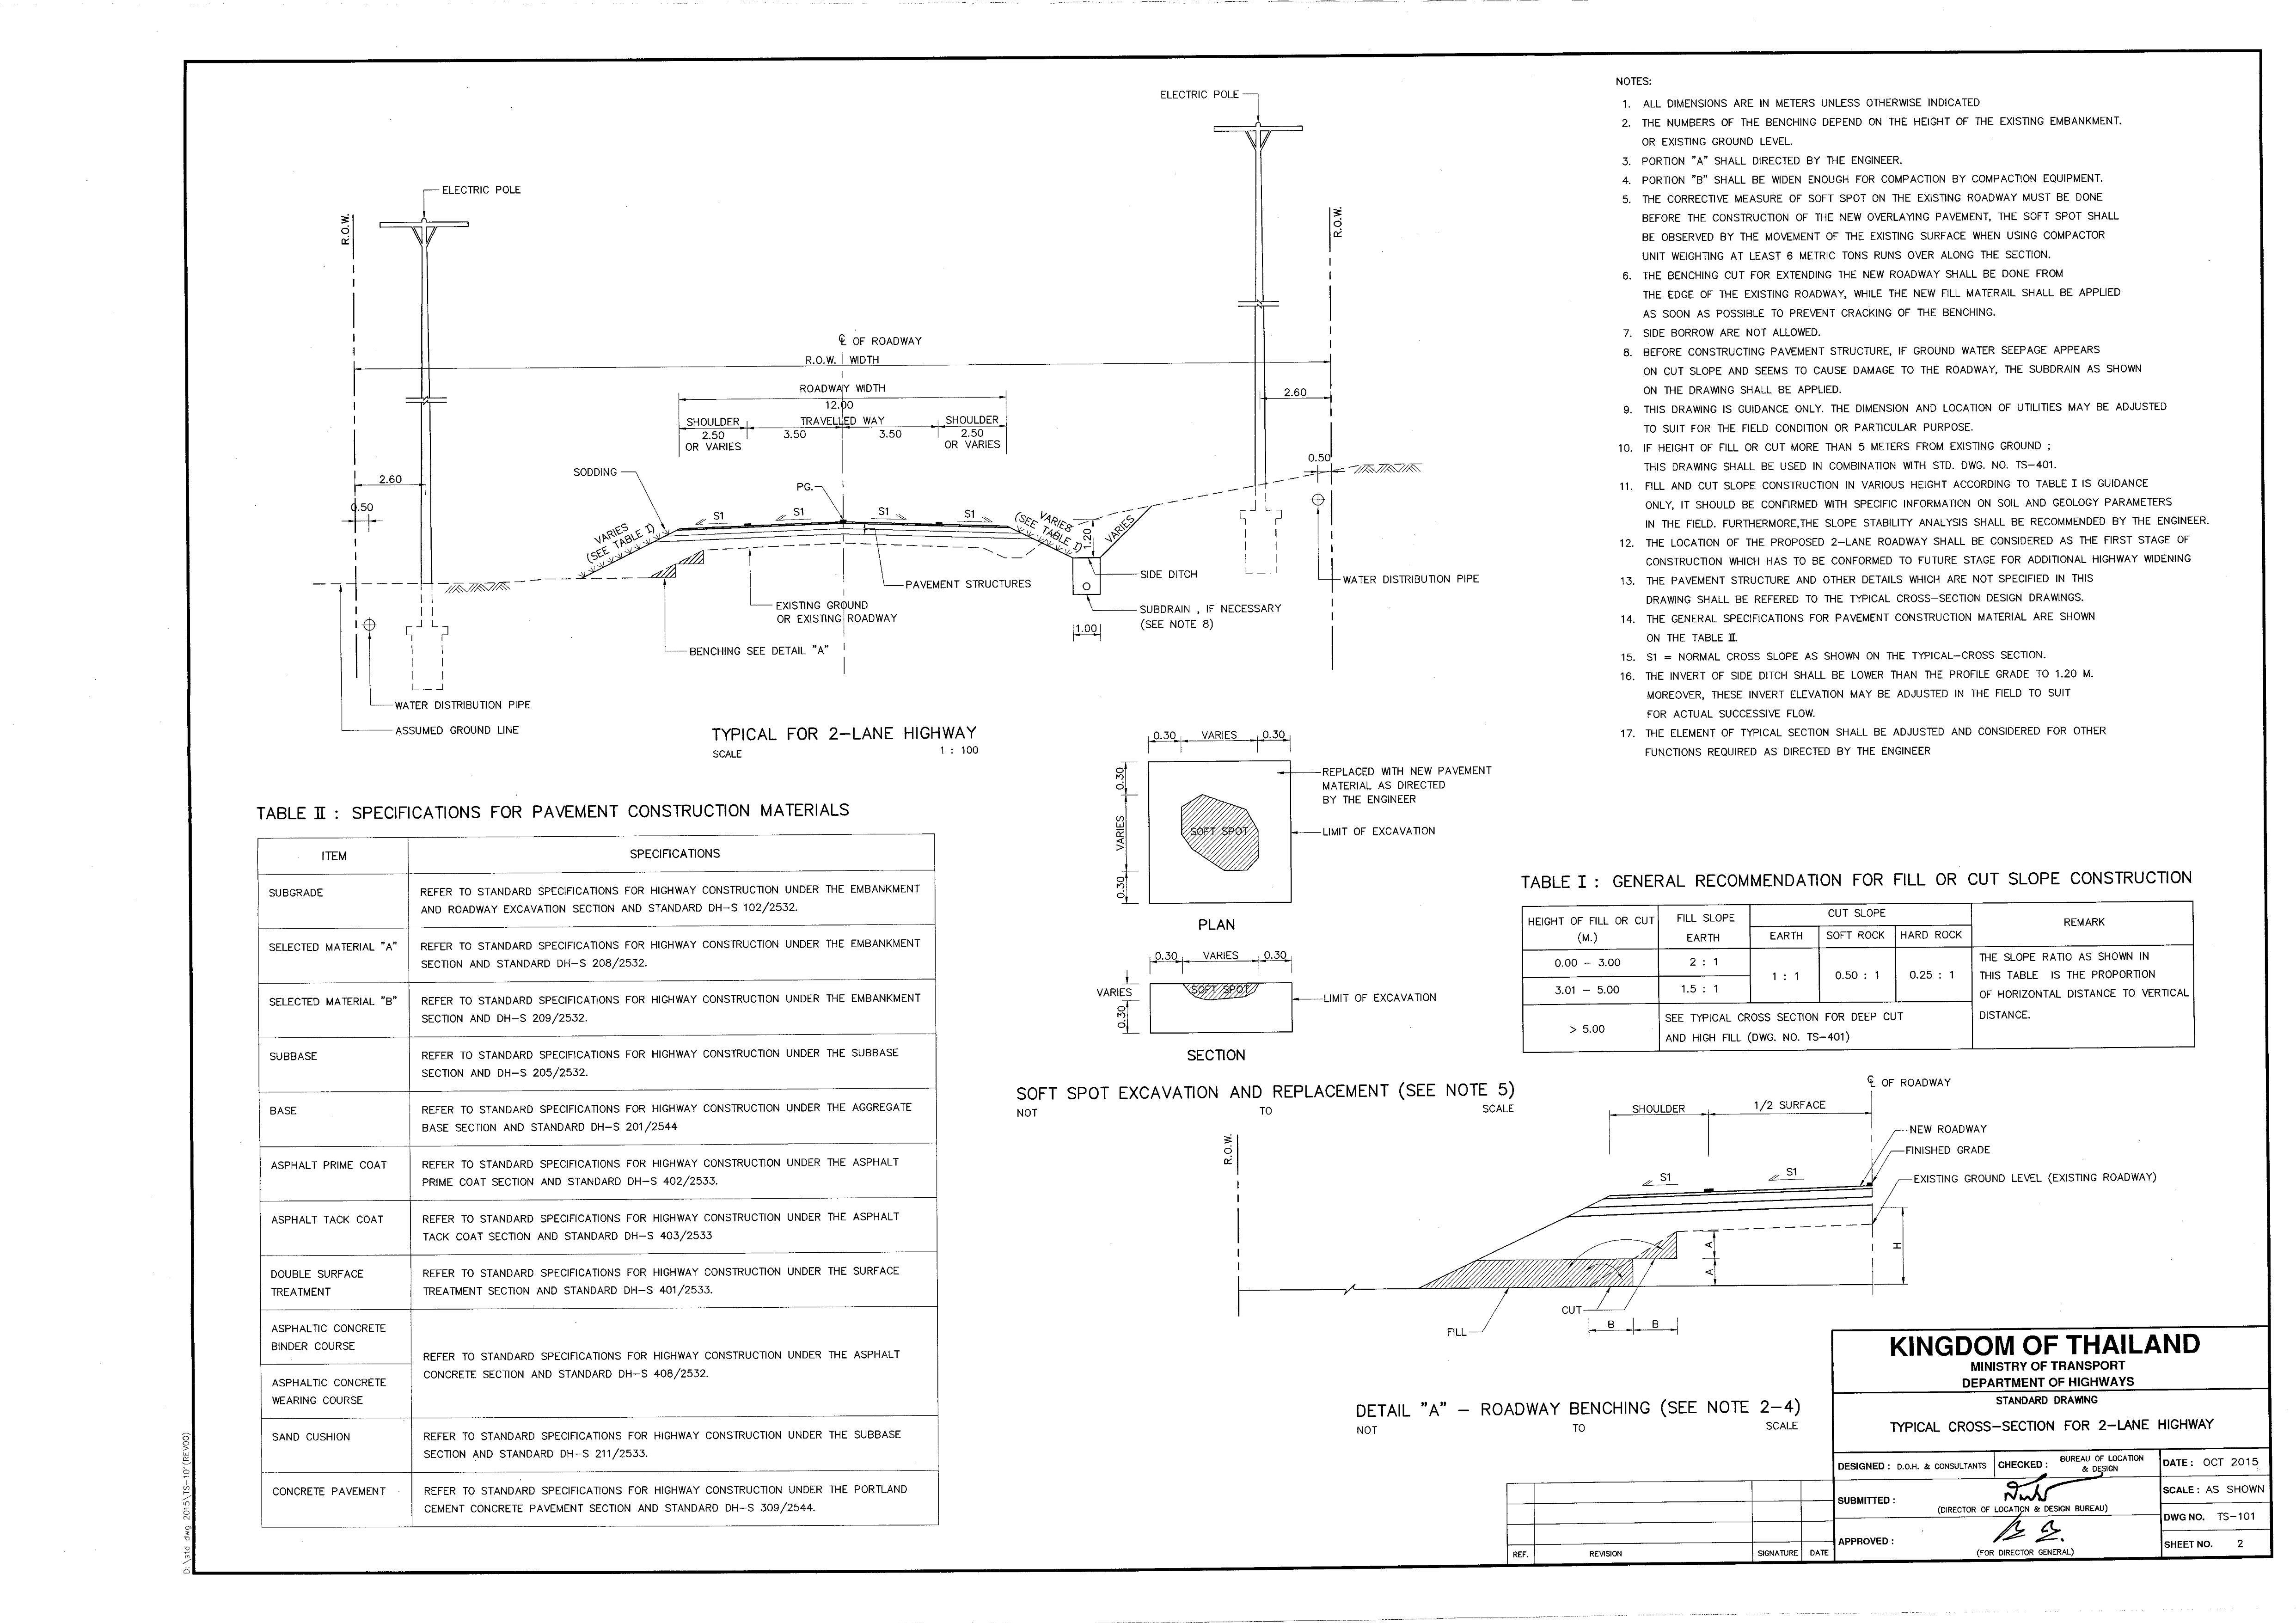 ELECTRIC POLE
ELECTRIC POLE
R.O.W.
R.O.W.
℄ OF ROADWAY
R.O.W. WIDTH
ROADWAY WIDTH
12.00
SHOULDER TRAVELLED WAY SHOULDER
2.50 3.50 3.50 2.50
OR VARIES OR VARIES
2.60
2.60
0.50
0.50
SODDING
PG.
S1 S1 S1 S1
VARIES
(SEE TABLE I)
VARIES
(SEE TABLE I)
1.20
VARIES
SIDE DITCH
PAVEMENT STRUCTURES
WATER DISTRIBUTION PIPE
EXISTING GROUND
OR EXISTING ROADWAY
SUBDRAIN , IF NECESSARY
(SEE NOTE 8)
1.00
BENCHING SEE DETAIL "A"
WATER DISTRIBUTION PIPE
ASSUMED GROUND LINE
TYPICAL FOR 2-LANE HIGHWAY
SCALE 1 : 100
NOTES:
1. ALL DIMENSIONS ARE IN METERS UNLESS OTHERWISE INDICATED
2. THE NUMBERS OF THE BENCHING DEPEND ON THE HEIGHT OF THE EXISTING EMBANKMENT.
OR EXISTING GROUND LEVEL.
3. PORTION "A" SHALL DIRECTED BY THE ENGINEER.
4. PORTION "B" SHALL BE WIDEN ENOUGH FOR COMPACTION BY COMPACTION EQUIPMENT.
5. THE CORRECTIVE MEASURE OF SOFT SPOT ON THE EXISTING ROADWAY MUST BE DONE
BEFORE THE CONSTRUCTION OF THE NEW OVERLAYING PAVEMENT, THE SOFT SPOT SHALL
BE OBSERVED BY THE MOVEMENT OF THE EXISTING SURFACE WHEN USING COMPACTOR
UNIT WEIGHTING AT LEAST 6 METRIC TONS RUNS OVER ALONG THE SECTION.
6. THE BENCHING CUT FOR EXTENDING THE NEW ROADWAY SHALL BE DONE FROM
THE EDGE OF THE EXISTING ROADWAY, WHILE THE NEW FILL MATERAIL SHALL BE APPLIED
AS SOON AS POSSIBLE TO PREVENT CRACKING OF THE BENCHING.
7. SIDE BORROW ARE NOT ALLOWED.
8. BEFORE CONSTRUCTING PAVEMENT STRUCTURE, IF GROUND WATER SEEPAGE APPEARS
ON CUT SLOPE AND SEEMS TO CAUSE DAMAGE TO THE ROADWAY, THE SUBDRAIN AS SHOWN
ON THE DRAWING SHALL BE APPLIED.
9. THIS DRAWING IS GUIDANCE ONLY. THE DIMENSION AND LOCATION OF UTILITIES MAY BE ADJUSTED
TO SUIT FOR THE FIELD CONDITION OR PARTICULAR PURPOSE.
10. IF HEIGHT OF FILL OR CUT MORE THAN 5 METERS FROM EXISTING GROUND ;
THIS DRAWING SHALL BE USED IN COMBINATION WITH STD. DWG. NO. TS-401.
11. FILL AND CUT SLOPE CONSTRUCTION IN VARIOUS HEIGHT ACCORDING TO TABLE I IS GUIDANCE
ONLY, IT SHOULD BE CONFIRMED WITH SPECIFIC INFORMATION ON SOIL AND GEOLOGY PARAMETERS
IN THE FIELD. FURTHERMORE,THE SLOPE STABILITY ANALYSIS SHALL BE RECOMMENDED BY THE ENGINEER.
12. THE LOCATION OF THE PROPOSED 2-LANE ROADWAY SHALL BE CONSIDERED AS THE FIRST STAGE OF
CONSTRUCTION WHICH HAS TO BE CONFORMED TO FUTURE STAGE FOR ADDITIONAL HIGHWAY WIDENING
13. THE PAVEMENT STRUCTURE AND OTHER DETAILS WHICH ARE NOT SPECIFIED IN THIS
DRAWING SHALL BE REFERED TO THE TYPICAL CROSS-SECTION DESIGN DRAWINGS.
14. THE GENERAL SPECIFICATIONS FOR PAVEMENT CONSTRUCTION MATERIAL ARE SHOWN
ON THE TABLE II.
15. S1 = NORMAL CROSS SLOPE AS SHOWN ON THE TYPICAL-CROSS SECTION.
16. THE INVERT OF SIDE DITCH SHALL BE LOWER THAN THE PROFILE GRADE TO 1.20 M.
MOREOVER, THESE INVERT ELEVATION MAY BE ADJUSTED IN THE FIELD TO SUIT
FOR ACTUAL SUCCESSIVE FLOW.
17. THE ELEMENT OF TYPICAL SECTION SHALL BE ADJUSTED AND CONSIDERED FOR OTHER
FUNCTIONS REQUIRED AS DIRECTED BY THE ENGINEER
TABLE II : SPECIFICATIONS FOR PAVEMENT CONSTRUCTION MATERIALS
ITEM SPECIFICATIONS
SUBGRADE
REFER TO STANDARD SPECIFICATIONS FOR HIGHWAY CONSTRUCTION UNDER THE EMBANKMENT
AND ROADWAY EXCAVATION SECTION AND STANDARD DH-S 102/2532.
SELECTED MATERIAL "A"
REFER TO STANDARD SPECIFICATIONS FOR HIGHWAY CONSTRUCTION UNDER THE EMBANKMENT
SECTION AND STANDARD DH-S 208/2532.
SELECTED MATERIAL "B"
REFER TO STANDARD SPECIFICATIONS FOR HIGHWAY CONSTRUCTION UNDER THE EMBANKMENT
SECTION AND DH-S 209/2532.
SUBBASE
REFER TO STANDARD SPECIFICATIONS FOR HIGHWAY CONSTRUCTION UNDER THE SUBBASE
SECTION AND DH-S 205/2532.
BASE
REFER TO STANDARD SPECIFICATIONS FOR HIGHWAY CONSTRUCTION UNDER THE AGGREGATE
BASE SECTION AND STANDARD DH-S 201/2544
ASPHALT PRIME COAT
REFER TO STANDARD SPECIFICATIONS FOR HIGHWAY CONSTRUCTION UNDER THE ASPHALT
PRIME COAT SECTION AND STANDARD DH-S 402/2533.
ASPHALT TACK COAT
REFER TO STANDARD SPECIFICATIONS FOR HIGHWAY CONSTRUCTION UNDER THE ASPHALT
TACK COAT SECTION AND STANDARD DH-S 403/2533
DOUBLE SURFACE
TREATMENT
REFER TO STANDARD SPECIFICATIONS FOR HIGHWAY CONSTRUCTION UNDER THE SURFACE
TREATMENT SECTION AND STANDARD DH-S 401/2533.
ASPHALTIC CONCRETE
BINDER COURSE
ASPHALTIC CONCRETE
WEARING COURSE
REFER TO STANDARD SPECIFICATIONS FOR HIGHWAY CONSTRUCTION UNDER THE ASPHALT
CONCRETE SECTION AND STANDARD DH-S 408/2532.
SAND CUSHION
REFER TO STANDARD SPECIFICATIONS FOR HIGHWAY CONSTRUCTION UNDER THE SUBBASE
SECTION AND STANDARD DH-S 211/2533.
CONCRETE PAVEMENT
REFER TO STANDARD SPECIFICATIONS FOR HIGHWAY CONSTRUCTION UNDER THE PORTLAND
CEMENT CONCRETE PAVEMENT SECTION AND STANDARD DH-S 309/2544.
0.30 VARIES 0.30
0.30
VARIES
0.30
SOFT SPOT
REPLACED WITH NEW PAVEMENT
MATERIAL AS DIRECTED
BY THE ENGINEER
LIMIT OF EXCAVATION
PLAN
0.30 VARIES 0.30
VARIES
0.30
SOFT SPOT
LIMIT OF EXCAVATION
SECTION
SOFT SPOT EXCAVATION AND REPLACEMENT (SEE NOTE 5)
NOT TO SCALE
TABLE I : GENERAL RECOMMENDATION FOR FILL OR CUT SLOPE CONSTRUCTION
HEIGHT OF FILL OR CUT
(M.)
FILL SLOPE
EARTH
CUT SLOPE
EARTH SOFT ROCK HARD ROCK
REMARK
0.00 - 3.00 2 : 1
3.01 - 5.00 1.5 : 1
1 : 1 0.50 : 1 0.25 : 1
> 5.00
SEE TYPICAL CROSS SECTION FOR DEEP CUT
AND HIGH FILL (DWG. NO. TS-401)
THE SLOPE RATIO AS SHOWN IN
THIS TABLE IS THE PROPORTION
OF HORIZONTAL DISTANCE TO VERTICAL
DISTANCE.
℄ OF ROADWAY
SHOULDER 1/2 SURFACE
R.O.W.
NEW ROADWAY
FINISHED GRADE
EXISTING GROUND LEVEL (EXISTING ROADWAY)
S1 S1
A
A
H
CUT
B B
FILL
DETAIL "A" - ROADWAY BENCHING (SEE NOTE 2-4)
NOT TO SCALE
REF. REVISION SIGNATURE DATE
KINGDOM OF THAILAND
MINISTRY OF TRANSPORT
DEPARTMENT OF HIGHWAYS
STANDARD DRAWING
TYPICAL CROSS-SECTION FOR 2-LANE HIGHWAY
DESIGNED : D.O.H. & CONSULTANTS
CHECKED : BUREAU OF LOCATION
& DESIGN
DATE : OCT 2015
SUBMITTED :
(DIRECTOR OF LOCATION & DESIGN BUREAU)
SCALE : AS SHOWN
DWG NO. TS-101
APPROVED :
(FOR DIRECTOR GENERAL)
SHEET NO. 2
D:\std dwg 2015\TS-101(REV00)